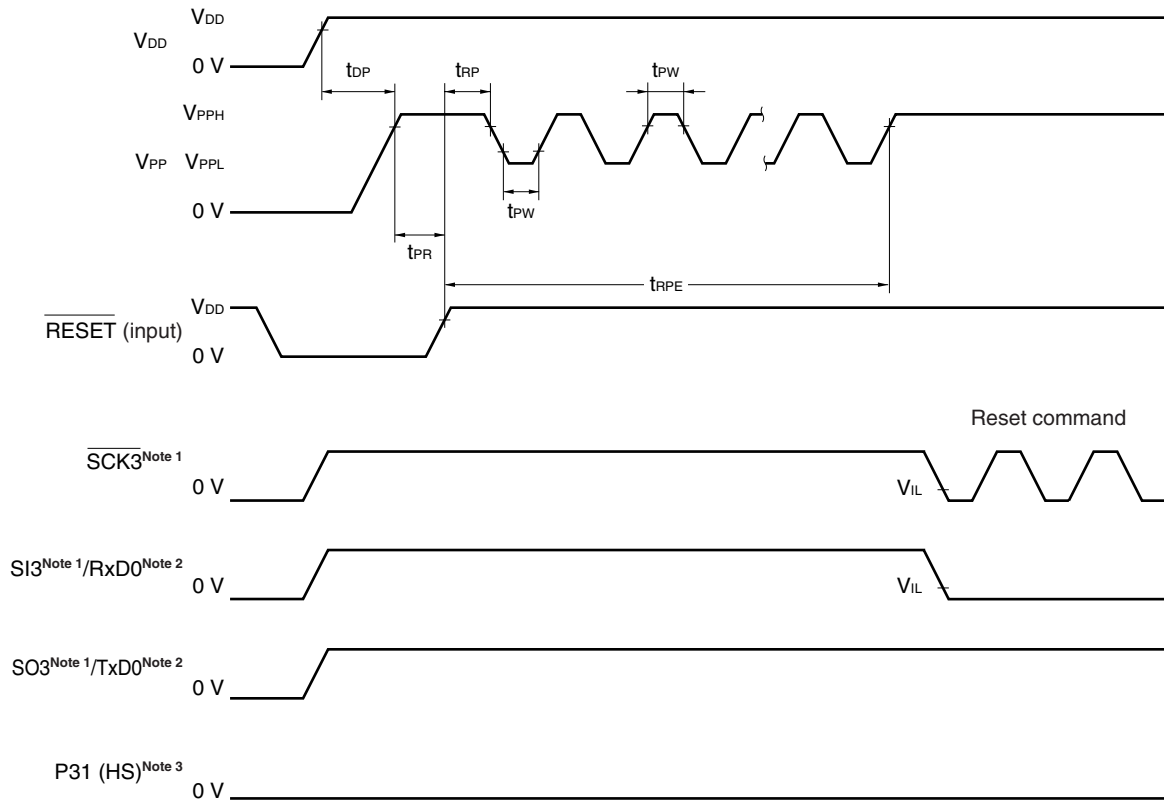 VDD
VDD
0 V
tDP
tRP
tPW
VPPH
VPP VPPL
tPW
0 V
tPR
tRPE
VDD
RESET (input)
0 V
Reset command
SCK3Note 1
0 V
VIL
SI3Note 1/RxD0Note 2
0 V
VIL
SO3Note 1/TxD0Note 2
0 V
P31 (HS)Note 3
0 V